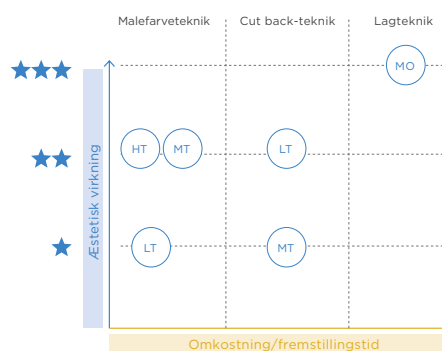 Malefarveteknik Cut back-teknik Lagteknik
MO
HT MT LT
LT MT
Æstetisk virkning
Omkostning/fremstillingstid